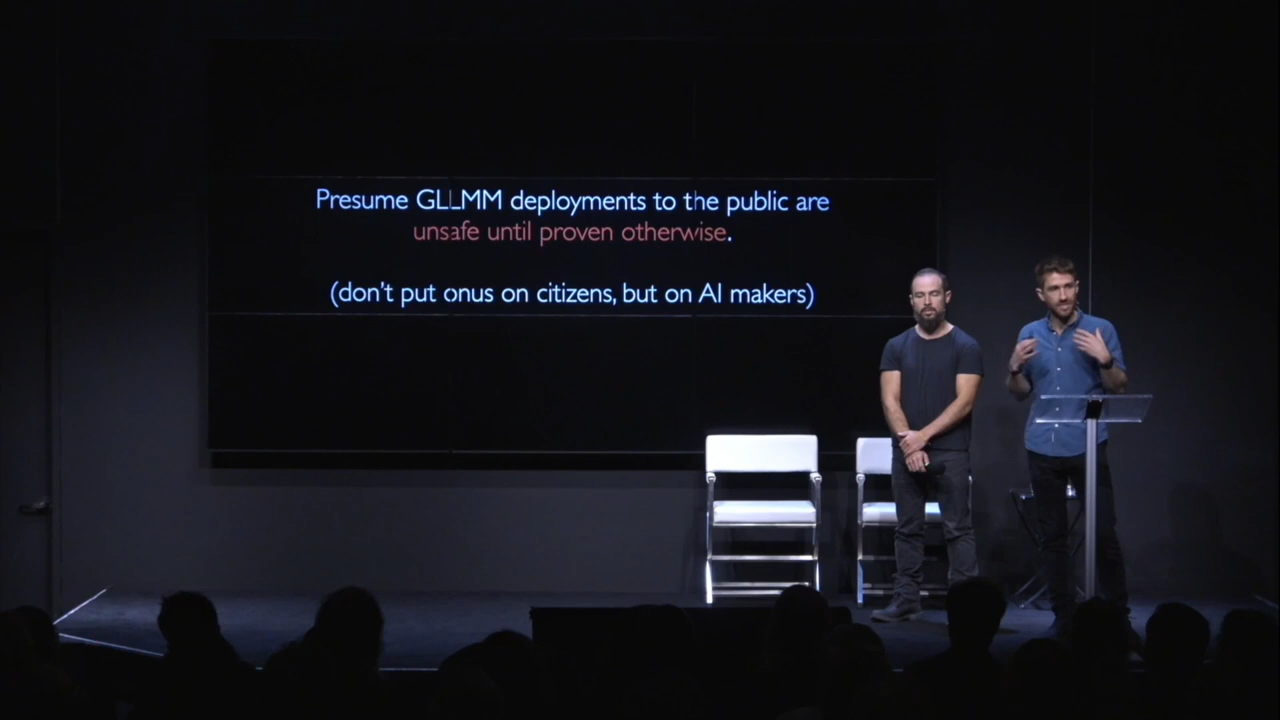 Presume GLLMM deployments to the public are
unsafe until proven otherwise.
(don't put onus on citizens, but on AI makers)